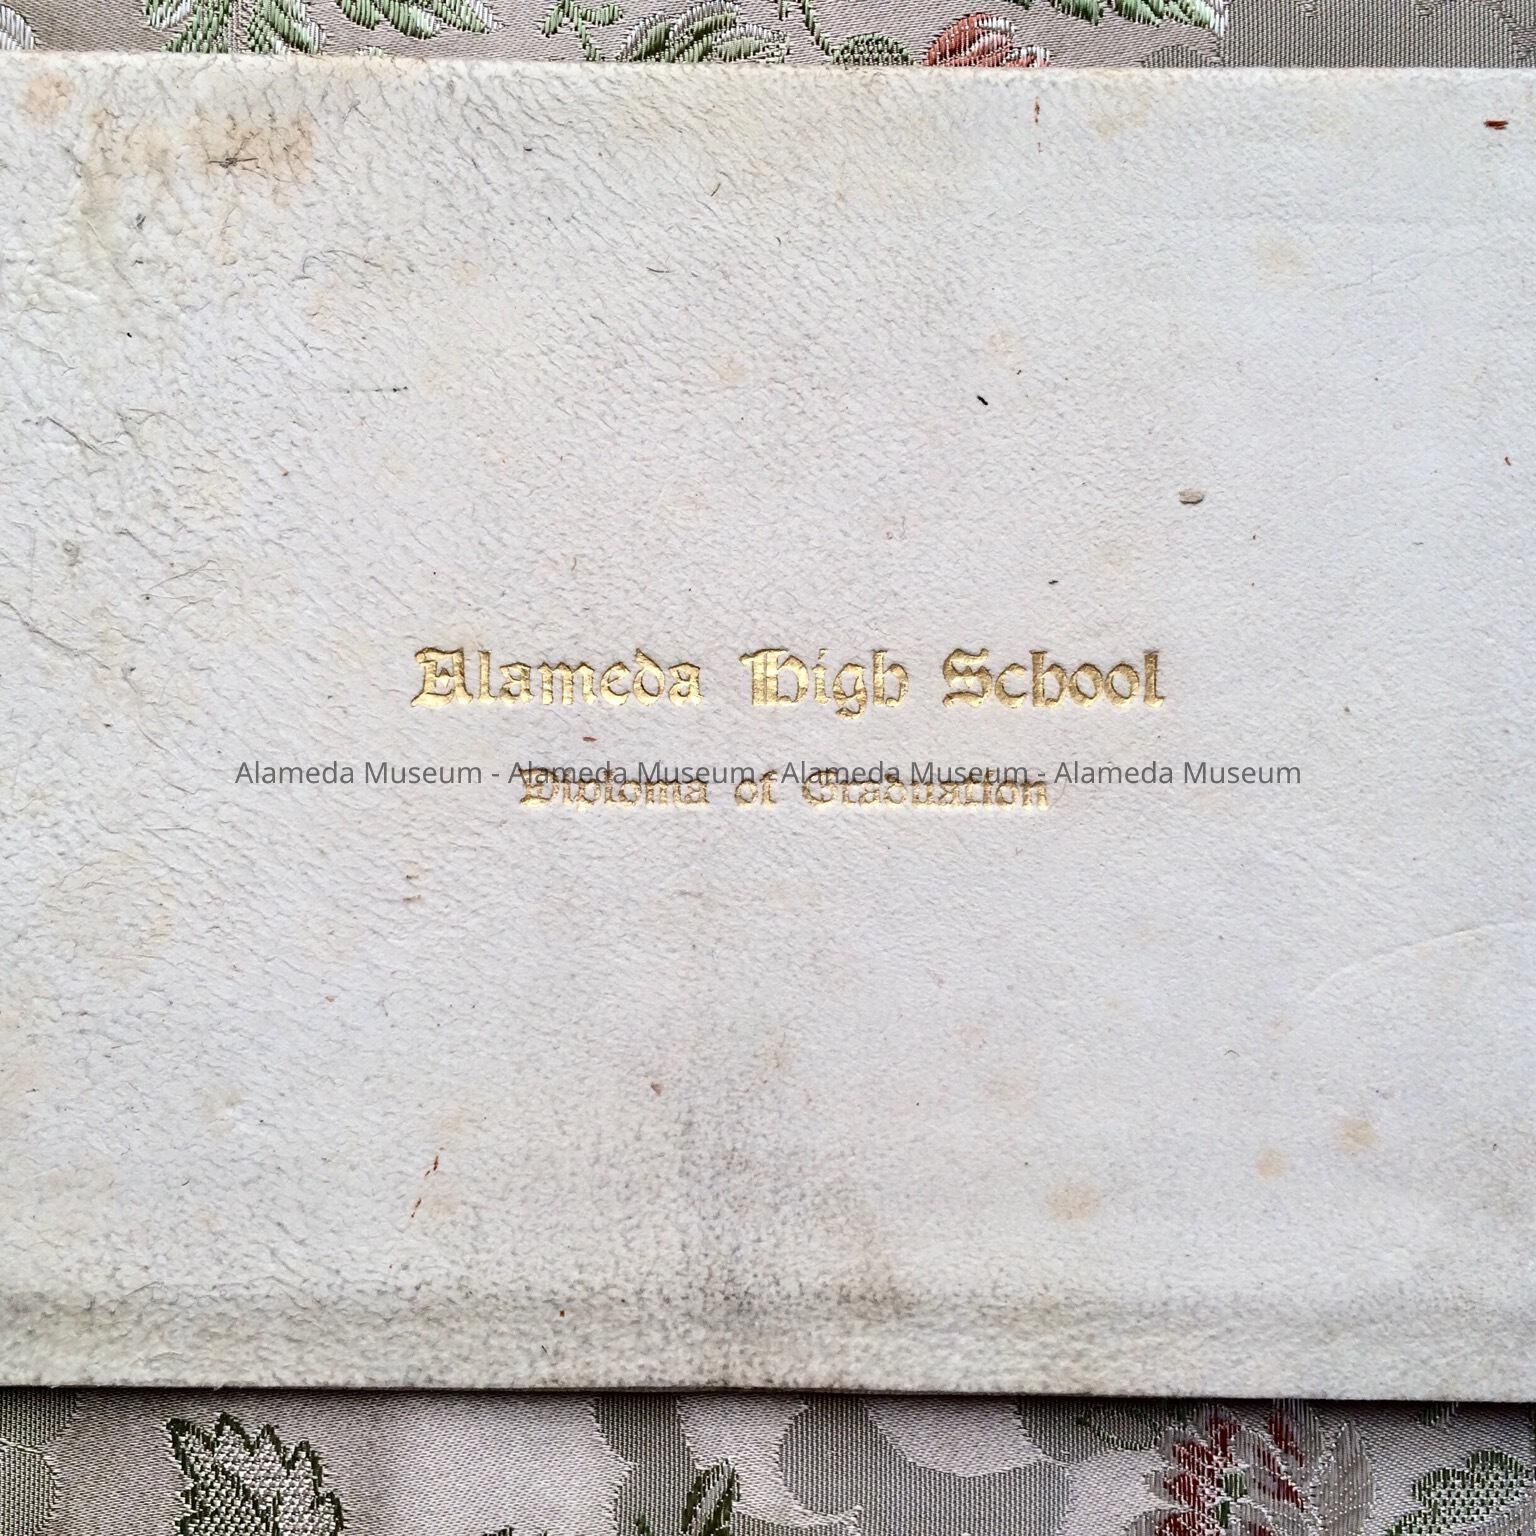 Alameda High School
Alameda Museum - Alameda Museum - Alameda Museum - Alameda Museum
Diploma of Graduation